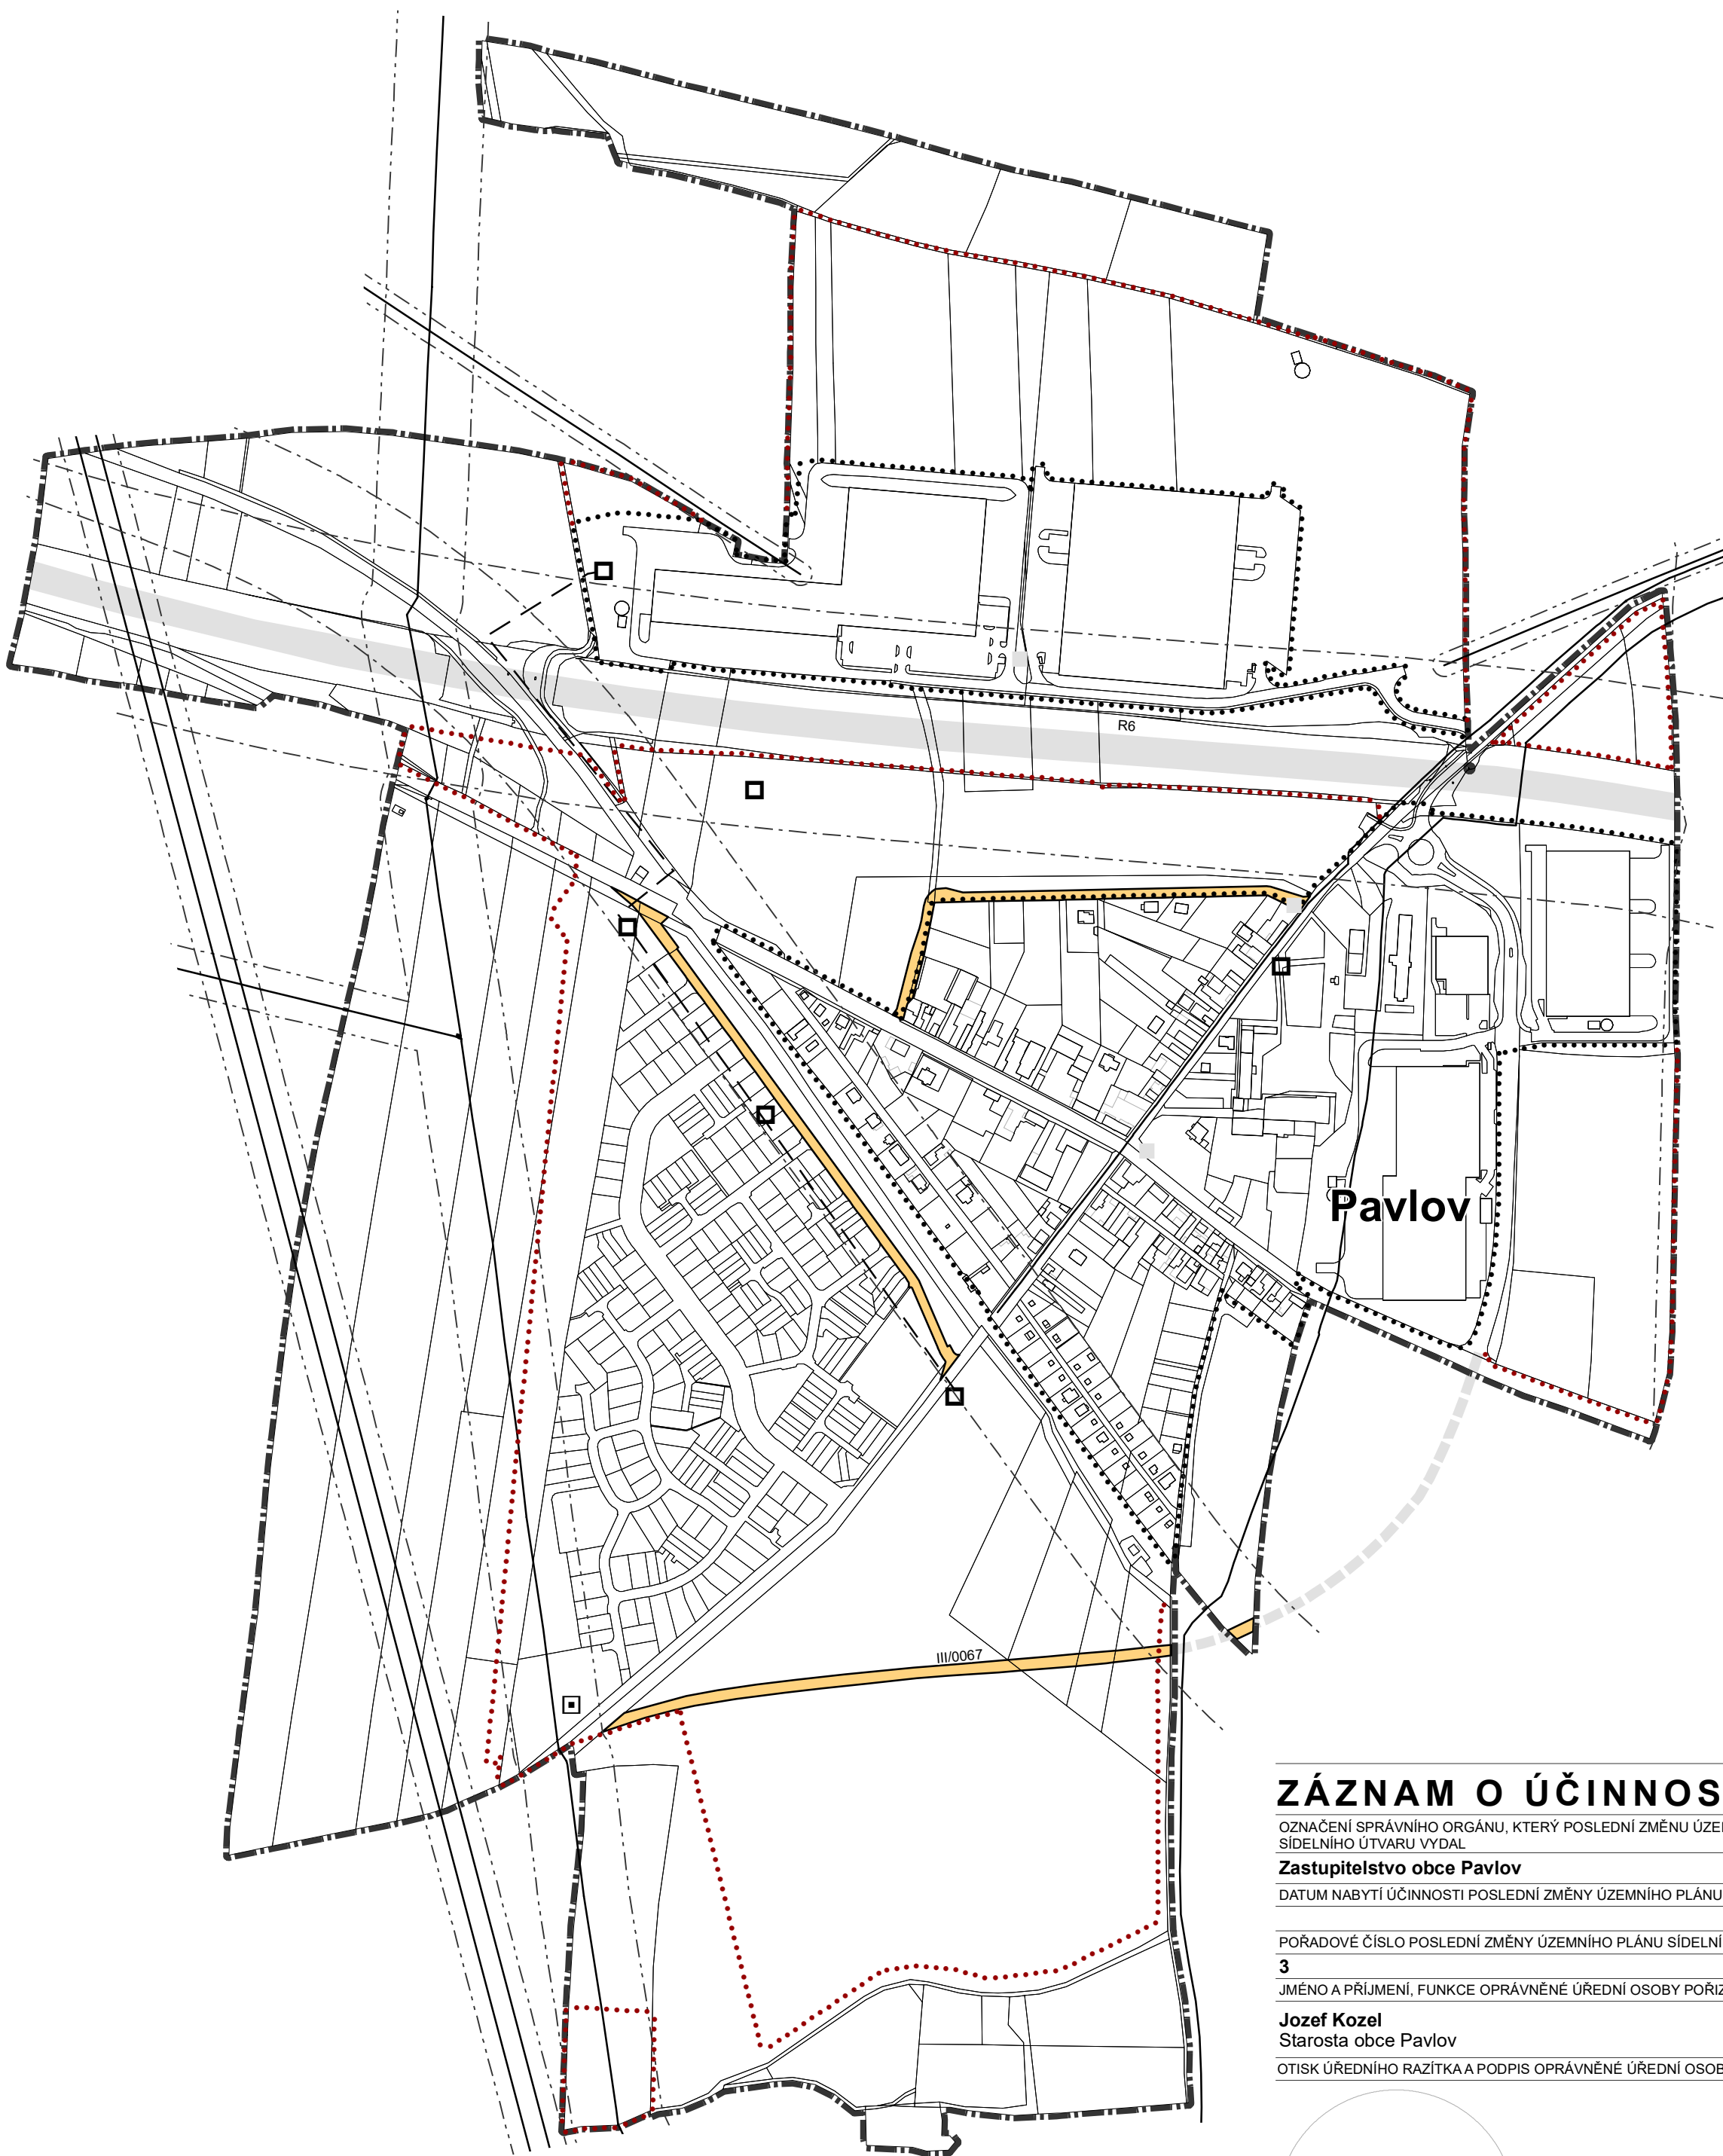 R6
Pavlov
III/0067
ZÁZNAM O ÚČINNOS
OZNAČENÍ SPRÁVNÍHO ORGÁNU, KTERÝ POSLEDNÍ ZMĚNU ÚZE
SÍDELNÍHO ÚTVARU VYDAL
Zastupitelstvo obce Pavlov
DATUM NABYTÍ ÚČINNOSTI POSLEDNÍ ZMĚNY ÚZEMNÍHO PLÁNU
POŘADOVÉ ČÍSLO POSLEDNÍ ZMĚNY ÚZEMNÍHO PLÁNU SÍDELNÍ
3
JMÉNO A PŘÍJMENÍ, FUNKCE OPRÁVNĚNÉ ÚŘEDNÍ OSOBY POŘIZ
Jozef Kozel
Starosta obce Pavlov
OTISK ÚŘEDNÍHO RAZÍTKA A PODPIS OPRÁVNĚNÉ ÚŘEDNÍ OSOB